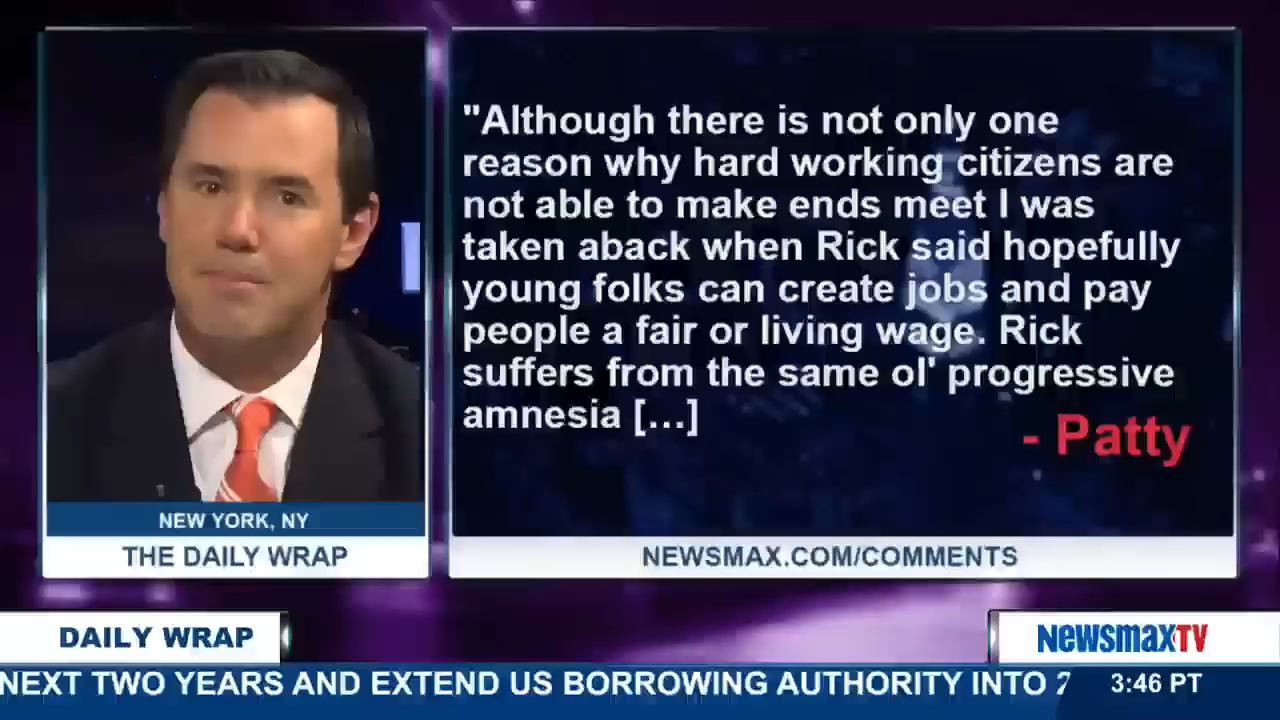 "Although there is not only one
reason why hard working citizens are
not able to make ends meet I was
taken aback when Rick said hopefully
young folks can create jobs and pay
people a fair or living wage. Rick
suffers from the same ol' progressive
amnesia [...]
- Patty
NEW YORK, NY
THE DAILY WRAP
NEWSMAX.COM/COMMENTS
DAILY WRAP
NEWSMAXTV
NEXT TWO YEARS AND EXTEND US BORROWING AUTHORITY INTO
3:46 PT